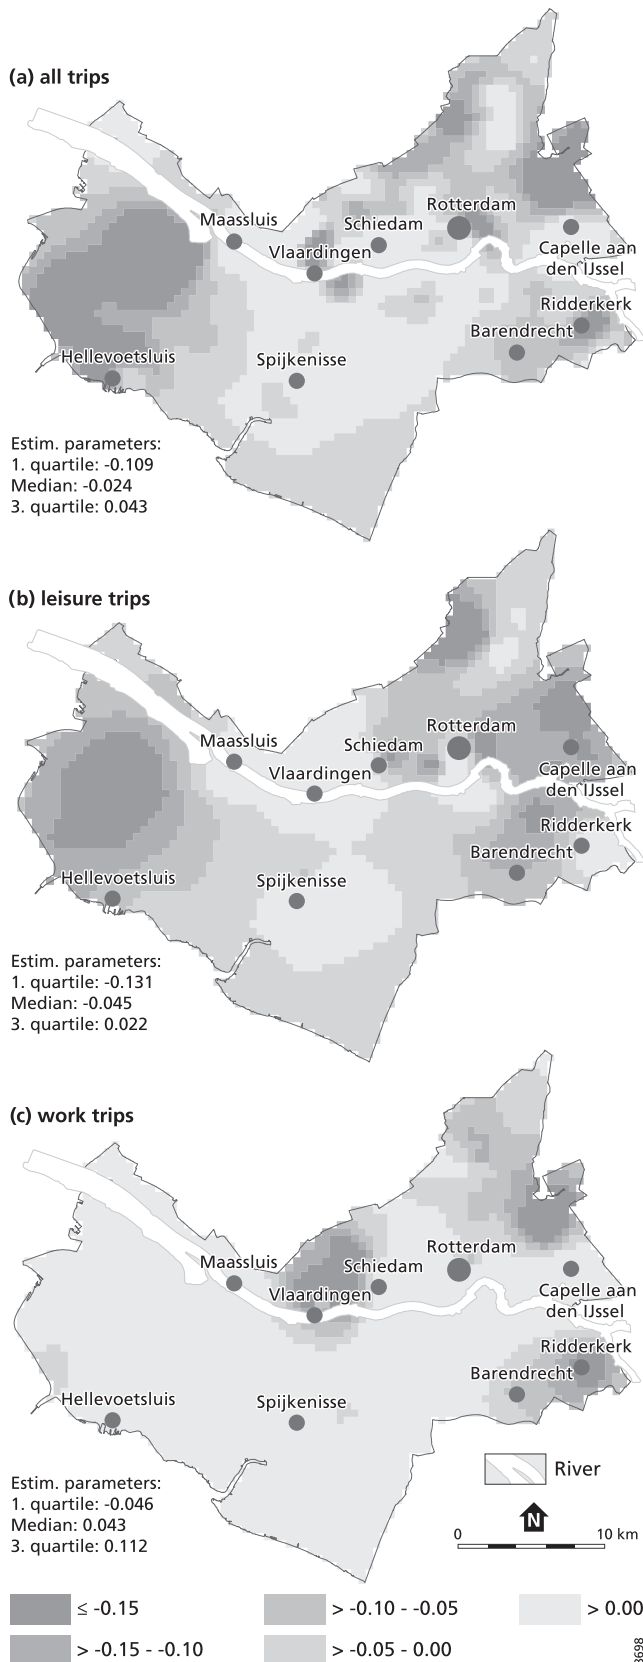 (a) all trips
Maassluis
Rotterdam
Schiedam
Vlaardingen
Capelle aan
den IJssel
Ridderkerk
Barendrecht
Hellevoetsluis
Spijkenisse
Estim. parameters:
1. quartile: -0.109
Median: -0.024
3. quartile: 0.043
(b) leisure trips
Maassluis
Rotterdam
Schiedam
Vlaardingen
Capelle aan
den IJssel
Ridderkerk
Barendrecht
Hellevoetsluis
Spijkenisse
Estim. parameters:
1. quartile: -0.131
Median: -0.045
3. quartile: 0.022
(c) work trips
Maassluis
Rotterdam
Schiedam
Vlaardingen
Capelle aan
den IJssel
Ridderkerk
Barendrecht
Hellevoetsluis
Spijkenisse
River
Estim. parameters:
1. quartile: -0.046
Median: 0.043
3. quartile: 0.112
N
0 10 km
≤ -0.15
> -0.10 - -0.05
> 0.00
> -0.15 - -0.10
> -0.05 - 0.00